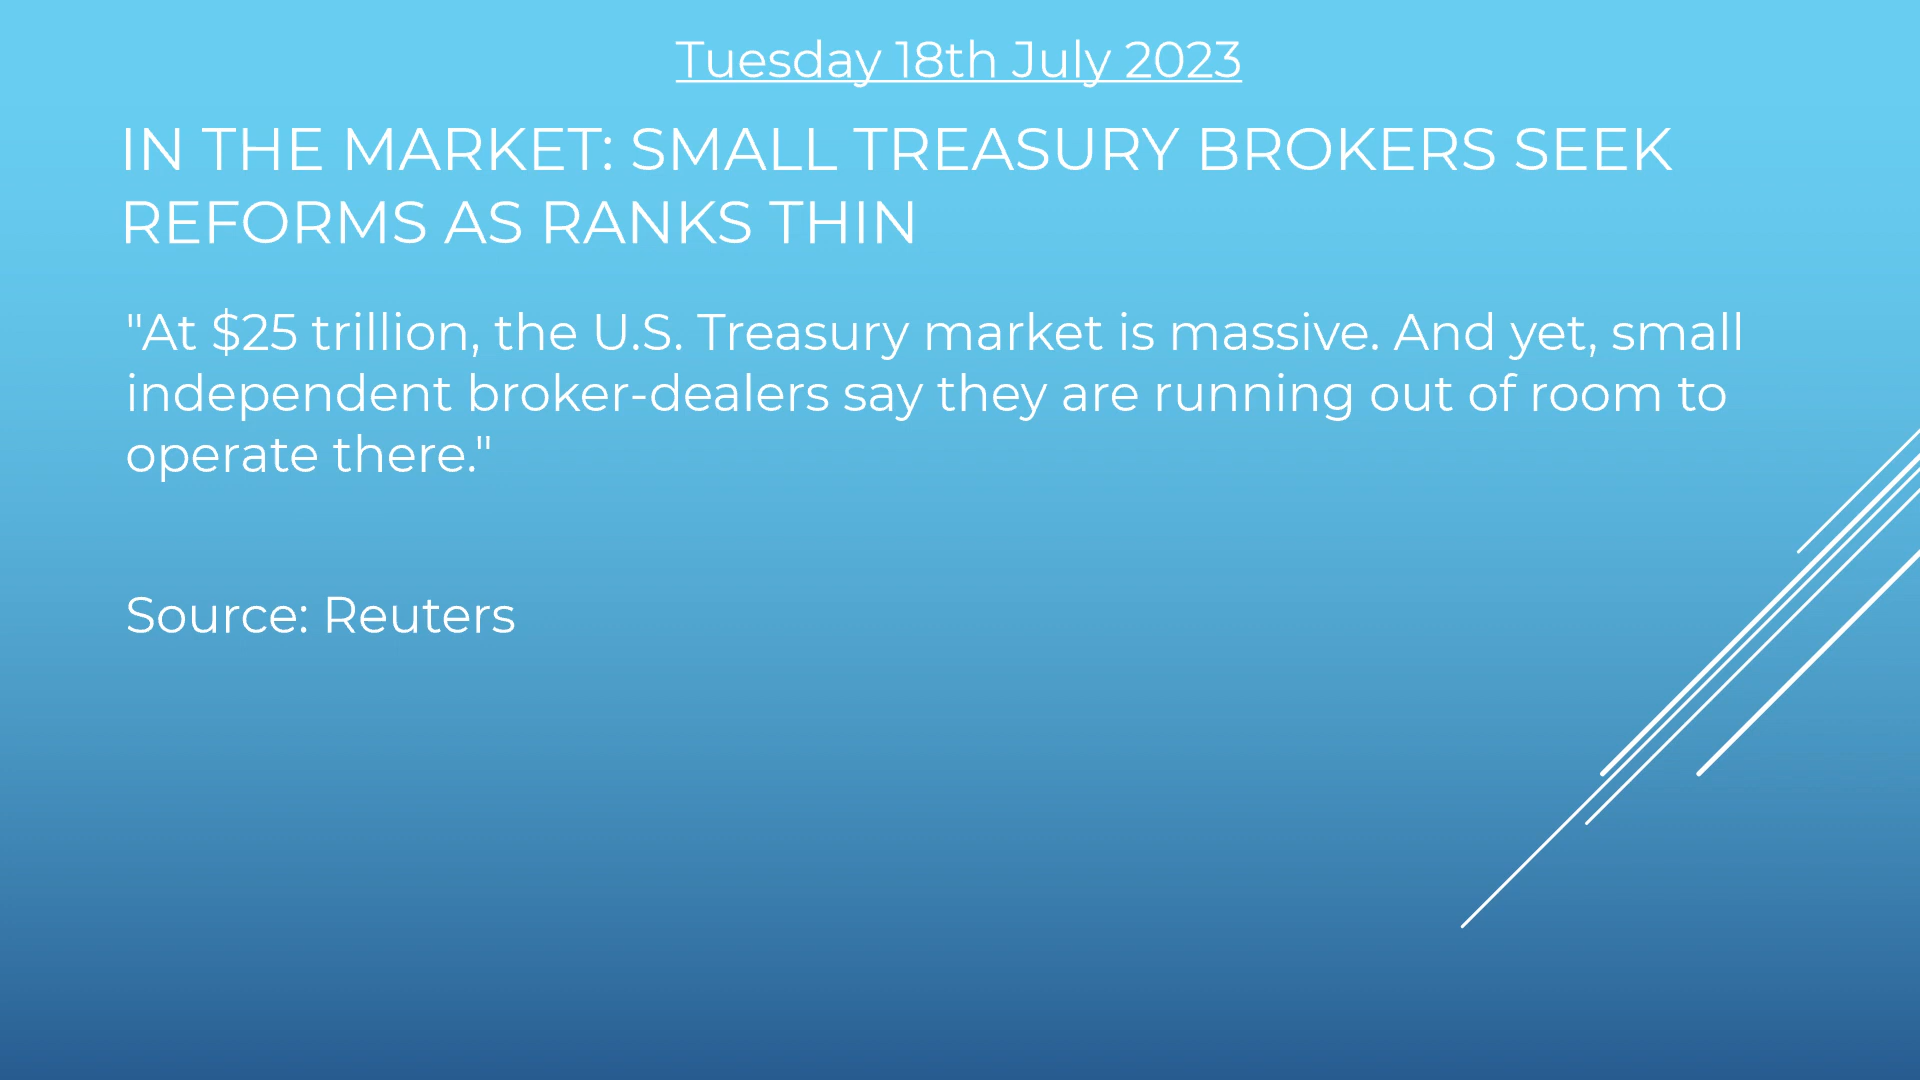 Tuesday 18th July 2023
IN THE MARKET: SMALL TREASURY BROKERS SEEK
REFORMS AS RANKS THIN
"At $25 trillion, the U.S. Treasury market is massive. And yet, small
independent broker-dealers say they are running out of room to
operate there."
Source: Reuters